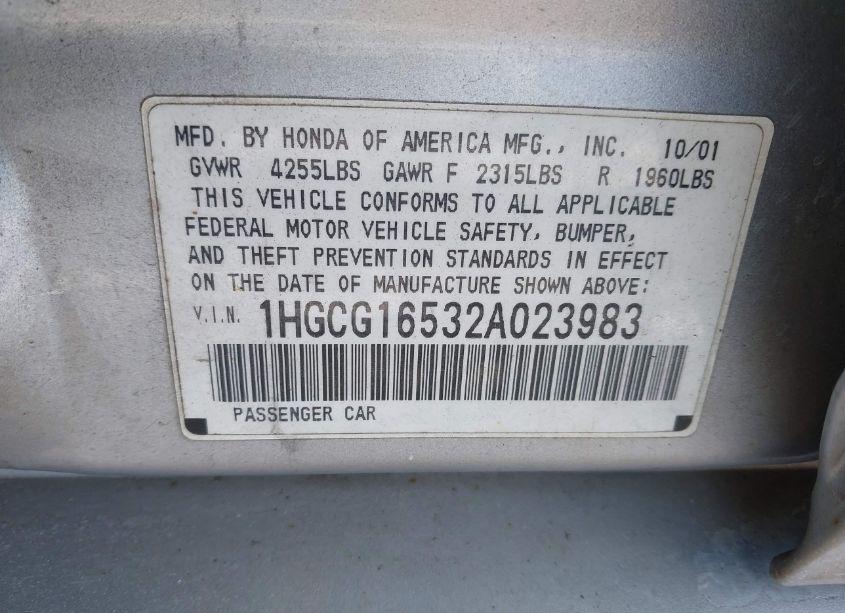 MFD. BY HONDA OF AMERICA MFG., INC. 10/01
GVWR 4255LBS GAWR F 2315LBS R 1960LBS
THIS VEHICLE CONFORMS TO ALL APPLICABLE
FEDERAL MOTOR VEHICLE SAFETY, BUMPER,
AND THEFT PREVENTION STANDARDS IN EFFECT
ON THE DATE OF MANUFACTURE SHOWN ABOVE:
V.I.N. 1HGCG16532A023983
PASSENGER CAR